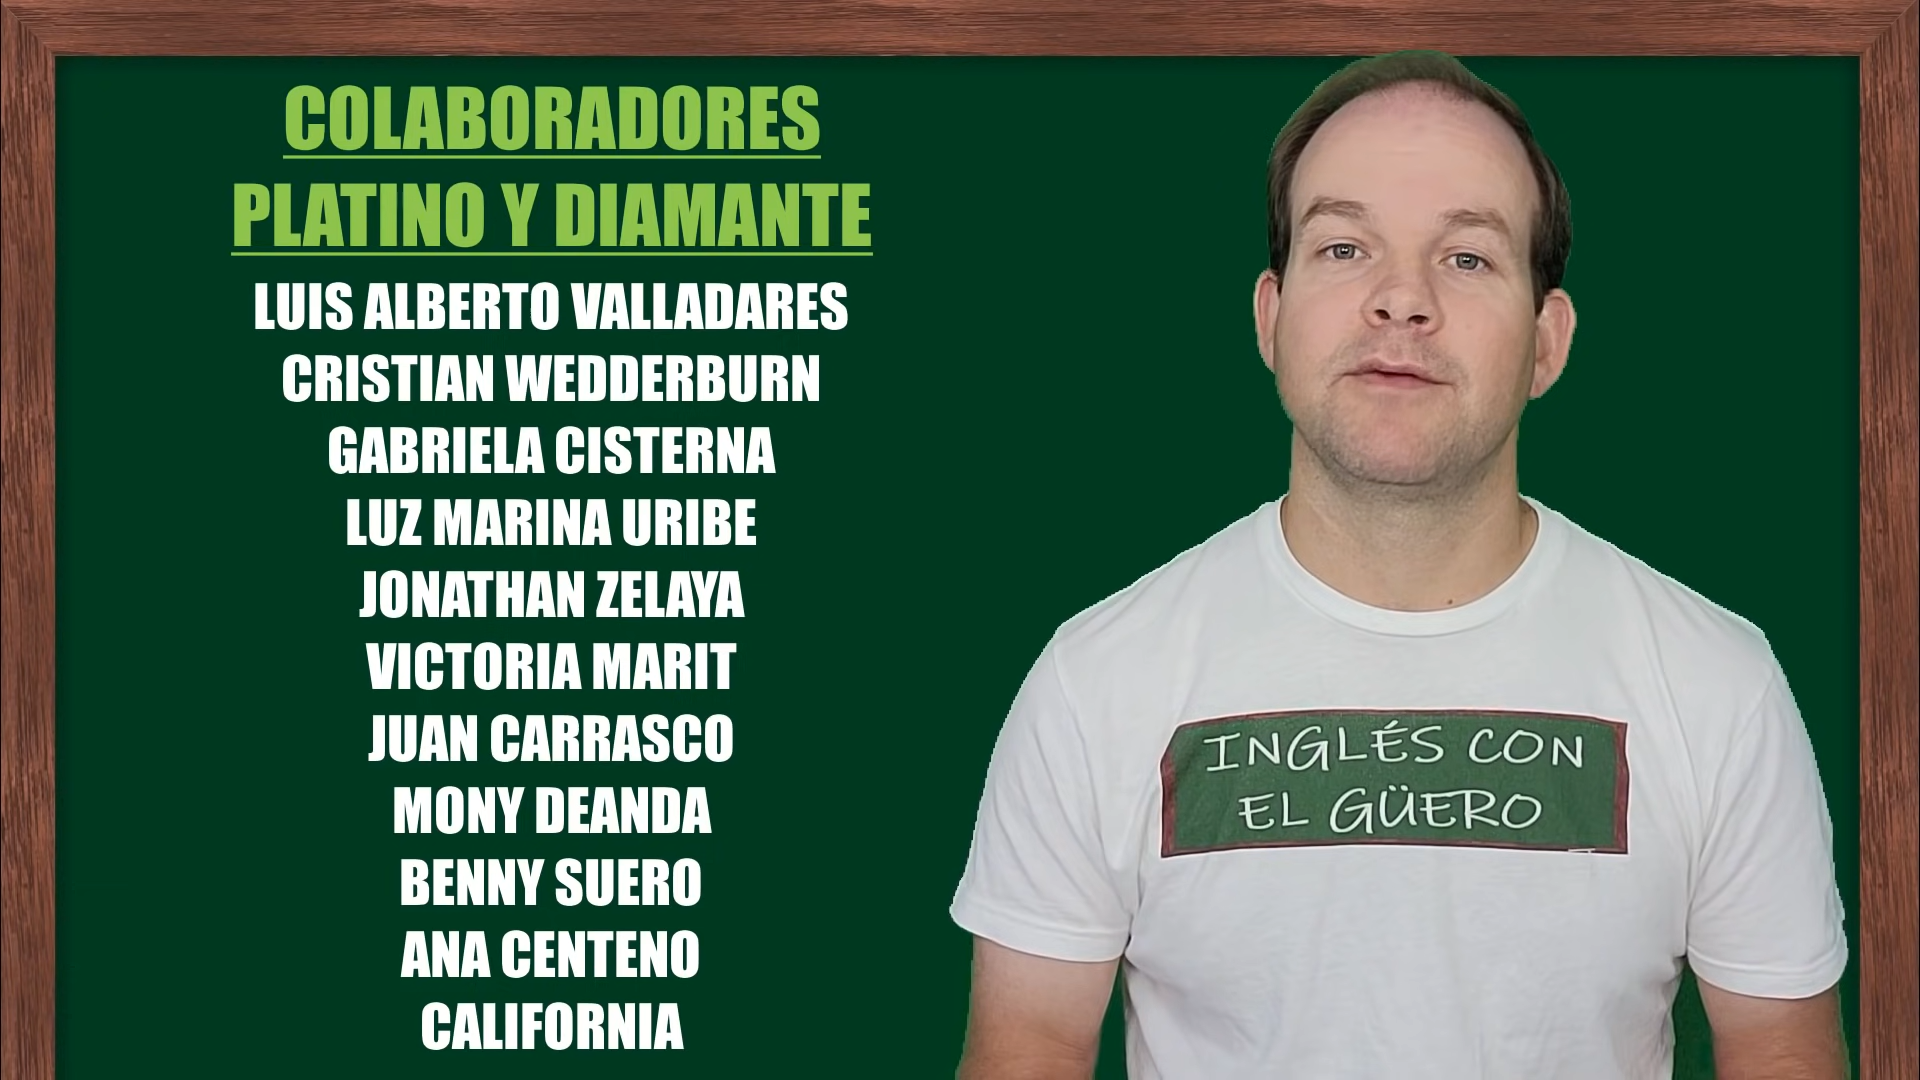 COLABORADORES
PLATINO Y DIAMANTE
LUIS ALBERTO VALLADARES
CRISTIAN WEDDERBURN
GABRIELA CISTERNA
LUZ MARINA URIBE
JONATHAN ZELAYA
VICTORIA MARIT
JUAN CARRASCO
MONY DEANDA
BENNY SUERO
ANA CENTENO
CALIFORNIA
INGLÉS CON
EL GÜERO